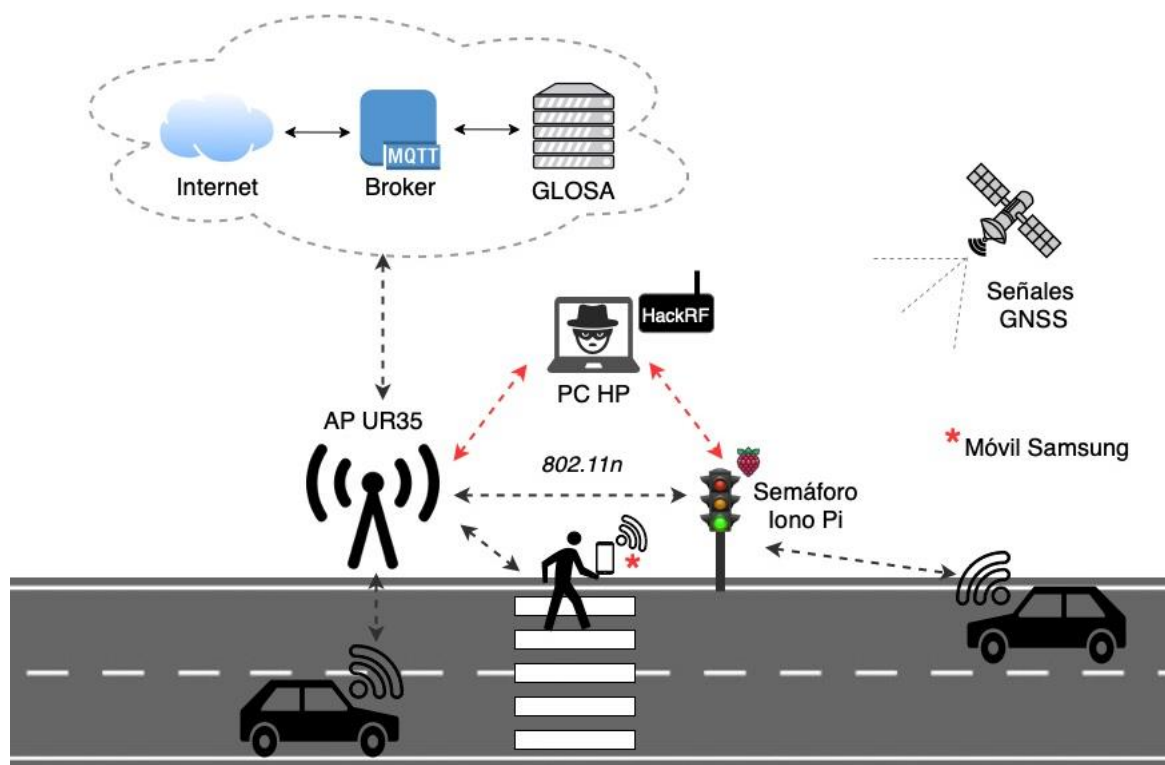 MQTT
Internet
Broker
GLOSA
Señales
GNSS
HackRF
PC HP
AP UR35
802.11n
* Móvil Samsung
Semáforo
Iono Pi
*